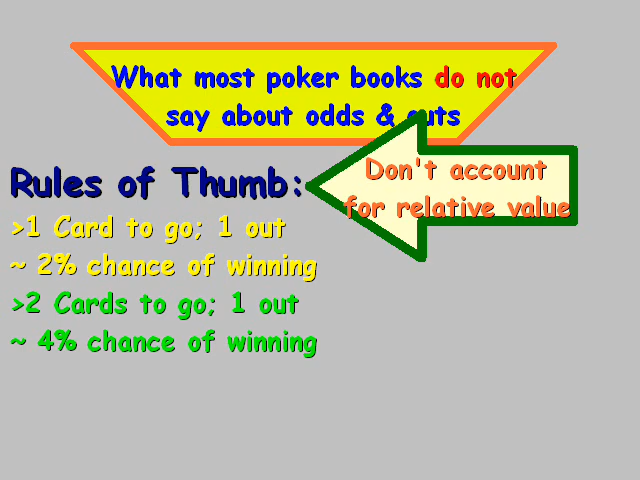 What most poker books do not
say about odds & outs
Rules of Thumb:
Don't account
for relative value
>1 Card to go; 1 out
~ 2% chance of winning
>2 Cards to go; 1 out
~ 4% chance of winning